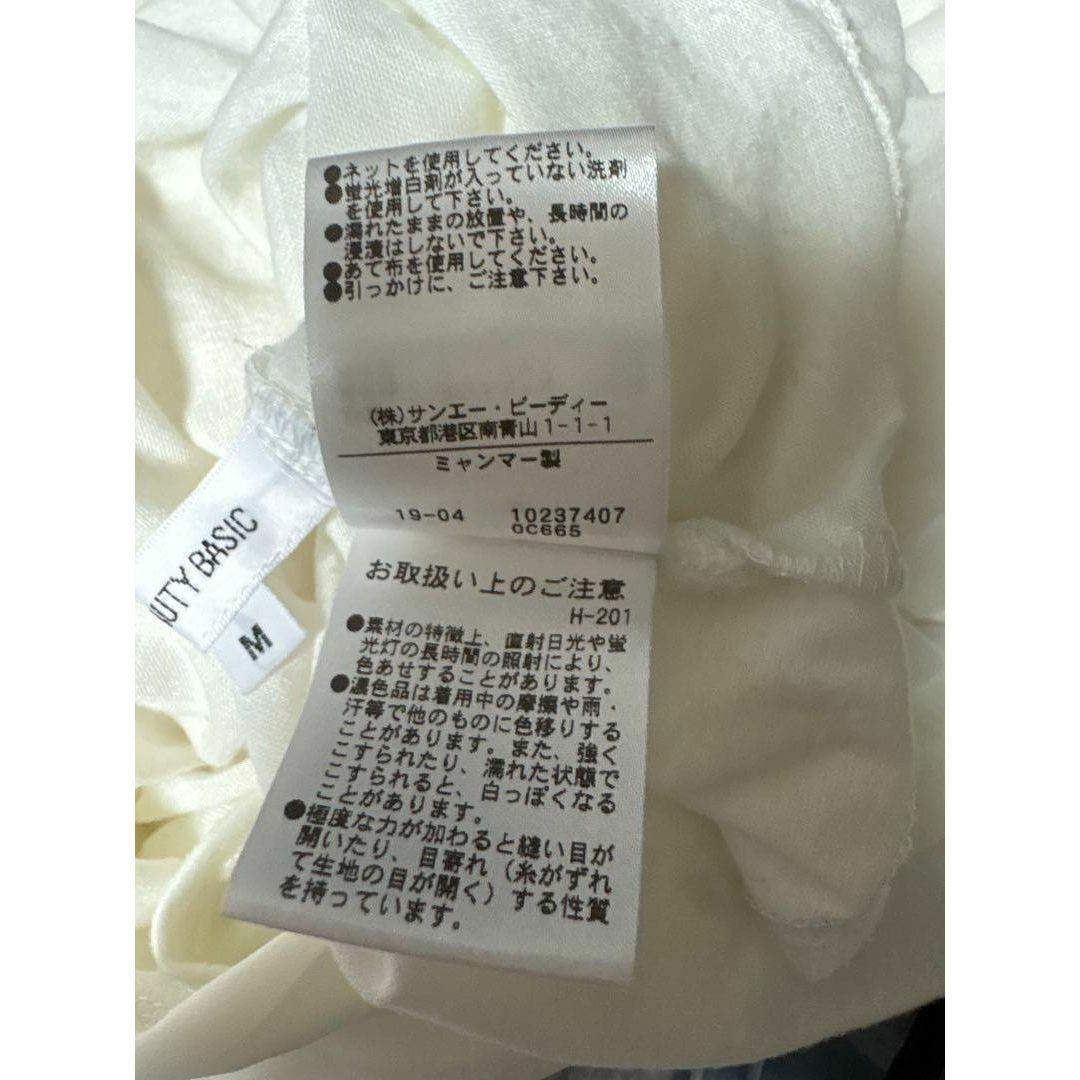 ●ネットを使用してください。
●蛍光増白剤が入っていない洗剤
を使用して下さい。
●濡れたままの放置や、長時間の
浸漬はしないで下さい。
●あて布を使用してください。
●引っかけに、ご注意下さい。
(株)サンエー・ビーディー
東京都港区南青山1-1-1
ミャンマー製
19-04 10237407
0C665
UTY BASIC
M
お取扱い上のご注意
H-201
●素材の特徴上、直射日光や蛍
光灯の長時間の照射により、
色あせすることがあります。
●濃色品は着用中の摩擦や雨・
汗等で他のものに色移りする
ことがあります。また、強く
こすられたり、濡れた状態で
こすられると、白っぽくなる
ことがあります。
●極度な力が加わると縫い目が
開いたり、目寄れ(糸がずれ
て生地の目が開く)する性質
を持っています。